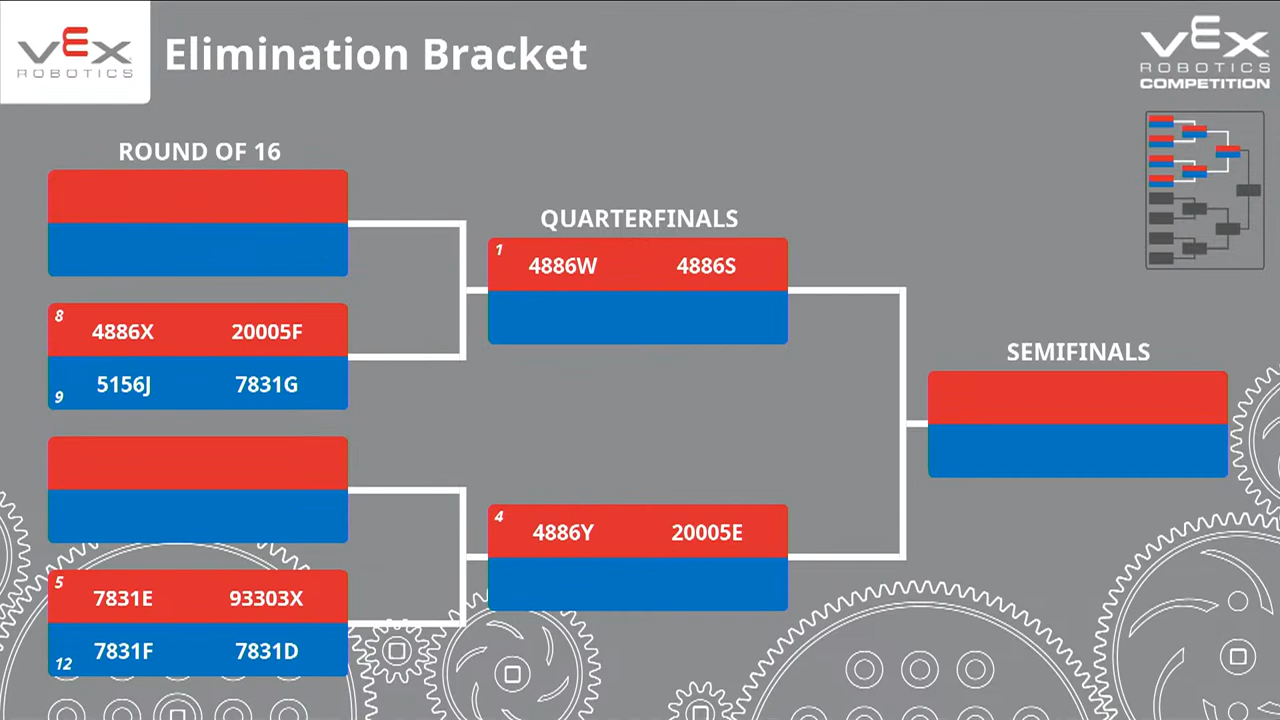 VEX
ROBOTICS
Elimination Bracket
VEX
ROBOTICS
COMPETITION
ROUND OF 16
8 4886X 20005F
9 5156J 7831G
5 7831E 93303X
12 7831F 7831D
QUARTERFINALS
1 4886W 4886S
4 4886Y 20005E
SEMIFINALS